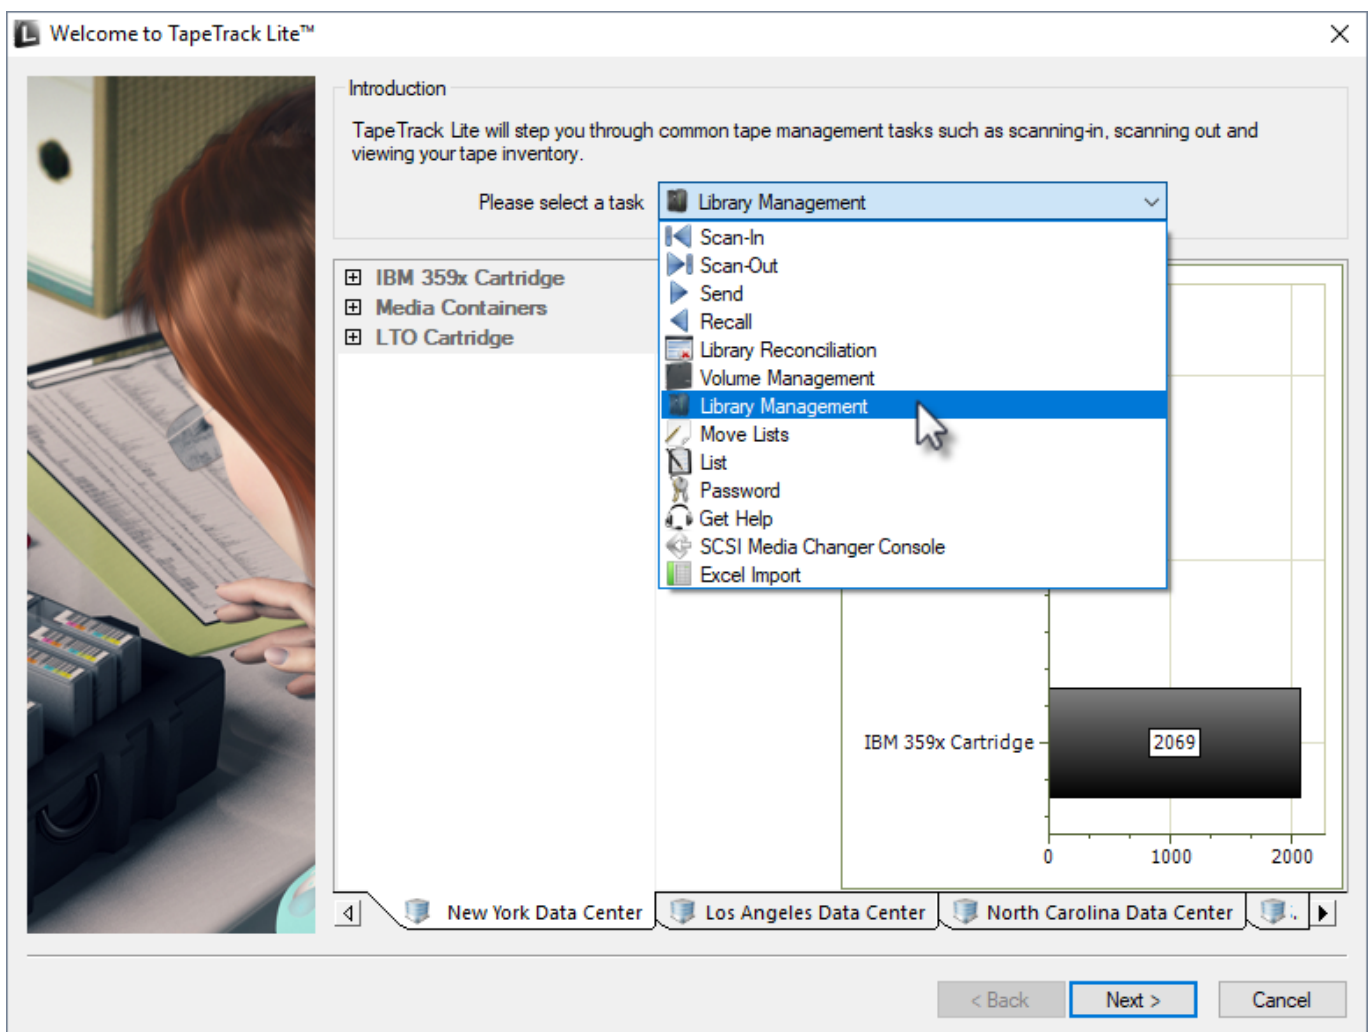 Welcome to TapeTrack Lite™
Introduction
TapeTrack Lite will step you through common tape management tasks such as scanning-in, scanning out and
viewing your tape inventory.
Please select a task
Library Management
Scan-In
Scan-Out
Send
Recall
Library Reconciliation
Volume Management
Library Management
Move Lists
List
Password
Get Help
SCSI Media Changer Console
Excel Import
IBM 359x Cartridge
Media Containers
LTO Cartridge
IBM 359x Cartridge
2069
0 1000 2000
New York Data Center
Los Angeles Data Center
North Carolina Data Center
< Back
Next >
Cancel